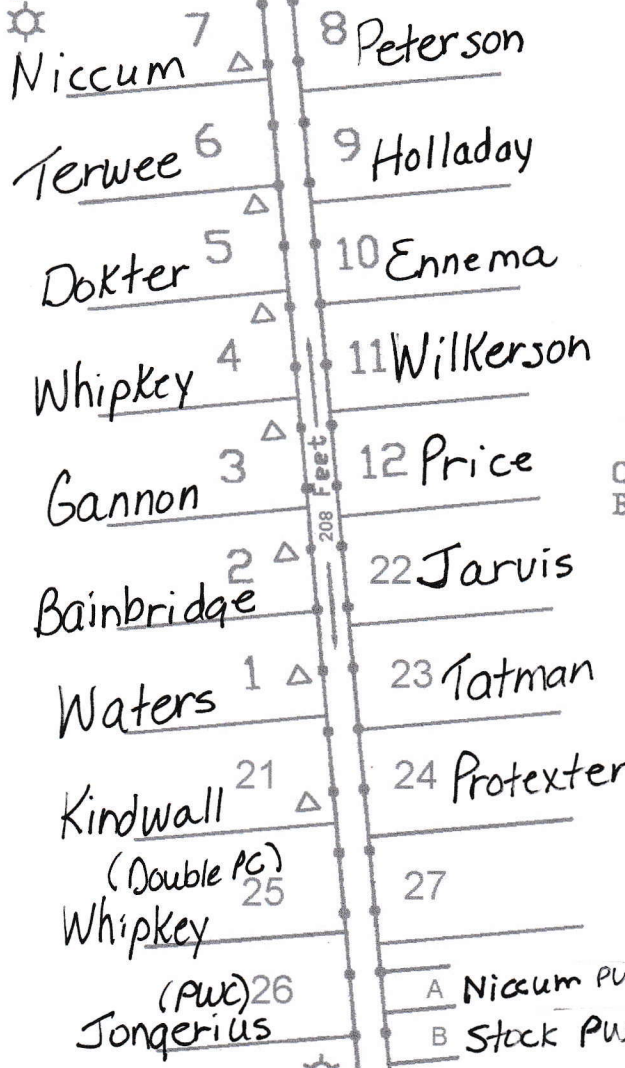 7 8 Peterson
Niccum
6 9 Holladay
Terwee
5 10 Ennema
Dokter
4 11 Wilkerson
Whipkey
3 12 Price
Gannon
208 Feet
2 22 Jarvis
Bainbridge
1 23 Tatman
Waters
21 24 Protexter
Kindwall
(Double PC)
25 27
Whipkey
(PWC) 26 A Niccum
Jongerius B Stock